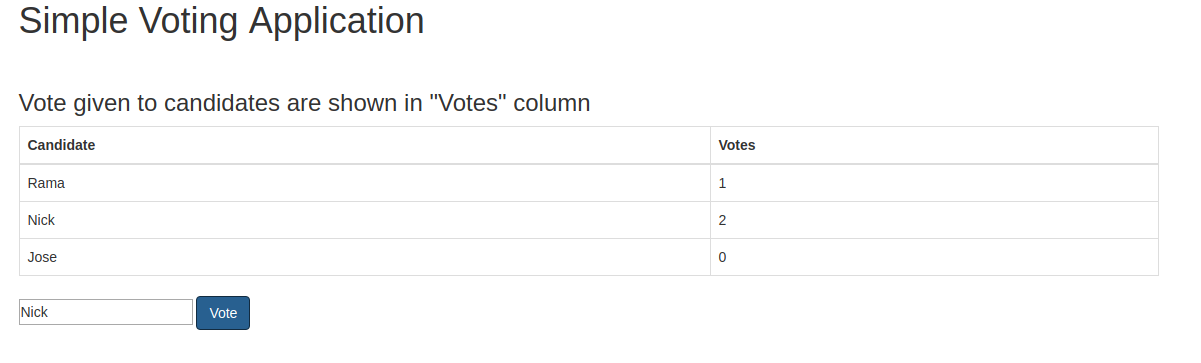 Simple Voting Application
Vote given to candidates are shown in "Votes" column
Candidate Votes
Rama 1
Nick 2
Jose 0
Nick Vote